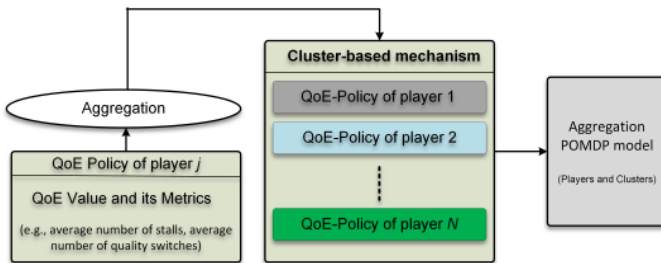 Aggregation
QoE Policy of player j
QoE Value and its Metrics
(e.g., average number of stalls, average
number of quality switches)
Cluster-based mechanism
QoE-Policy of player 1
QoE-Policy of player 2
QoE-Policy of player N
Aggregation
POMDP model
(Players and Clusters)